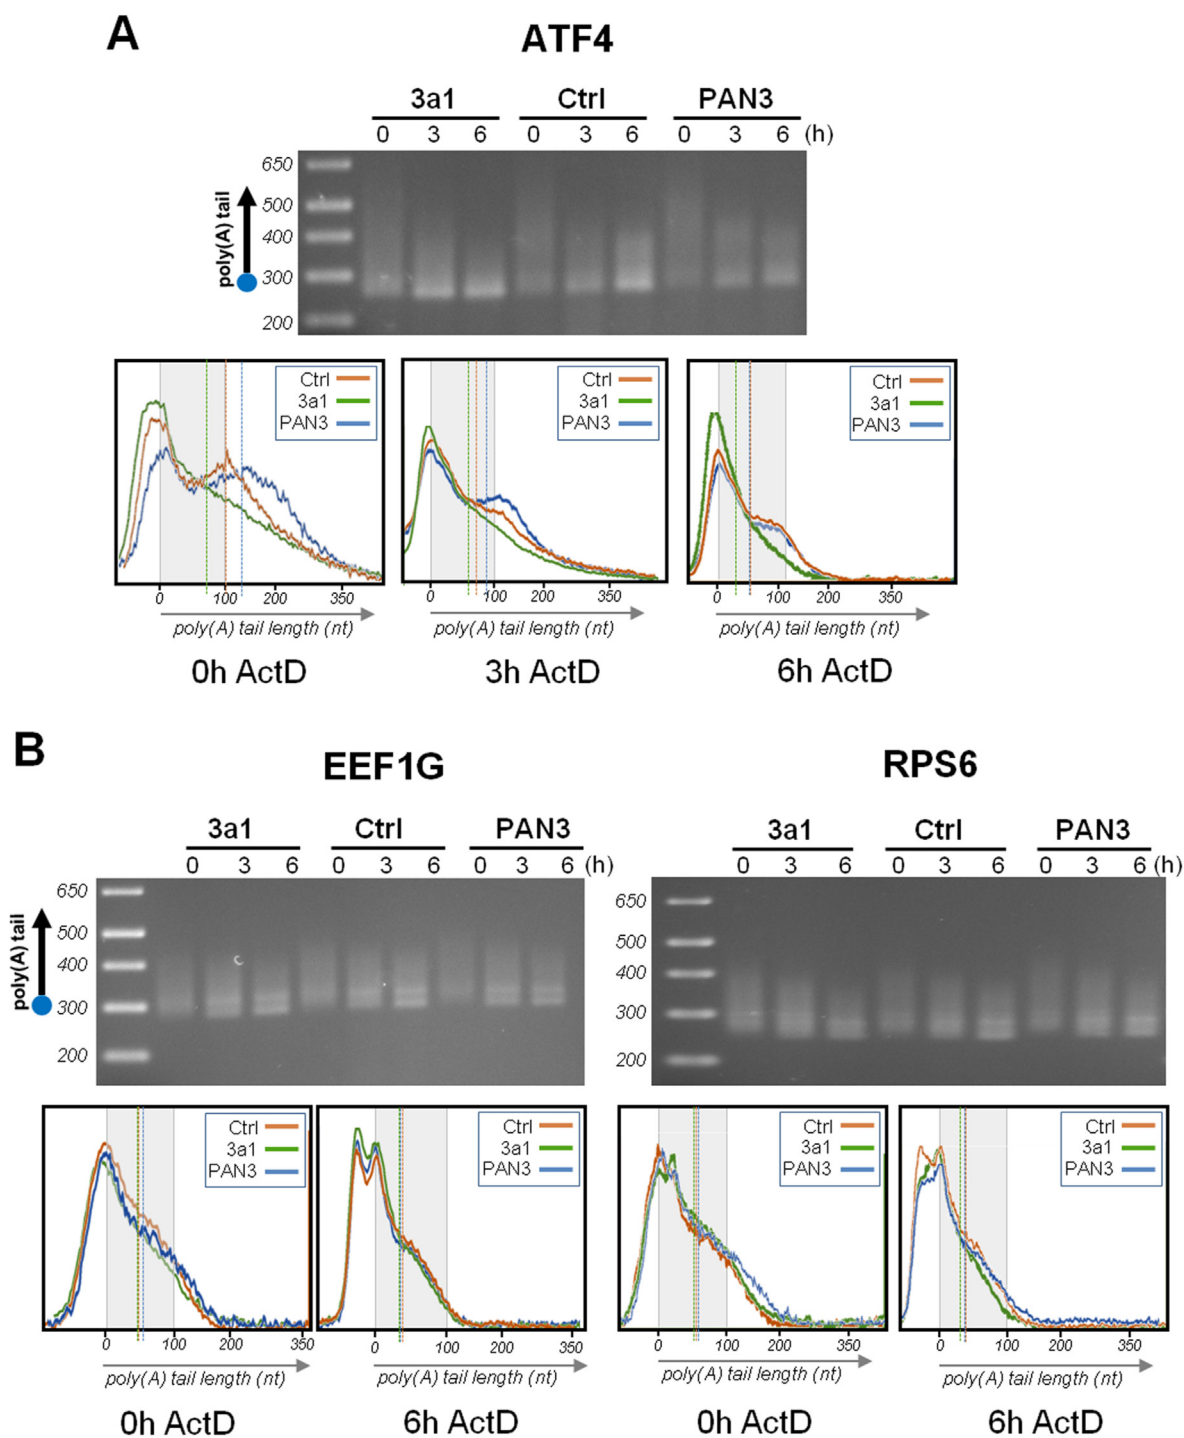 A
ATF4
3a1 Ctrl PAN3
0 3 6 0 3 6 0 3 6 (h)
650
500
400
300
200
poly(A) tail
Ctrl
3a1
PAN3
0 100 200 350
poly(A) tail length (nt)
0h ActD
Ctrl
3a1
PAN3
0 100 200 350
poly(A) tail length (nt)
3h ActD
Ctrl
3a1
PAN3
0 100 200 350
poly(A) tail length (nt)
6h ActD
B
EEF1G
3a1 Ctrl PAN3
0 3 6 0 3 6 0 3 6 (h)
650
500
400
300
200
poly(A) tail
RPS6
3a1 Ctrl PAN3
0 3 6 0 3 6 0 3 6 (h)
650
500
400
300
200
Ctrl
3a1
PAN3
0 100 200 350
poly(A) tail length (nt)
0h ActD
Ctrl
3a1
PAN3
0 100 200 350
poly(A) tail length (nt)
6h ActD
Ctrl
3a1
PAN3
0 100 200 350
poly(A) tail length (nt)
0h ActD
Ctrl
3a1
PAN3
0 100 200 350
poly(A) tail length (nt)
6h ActD